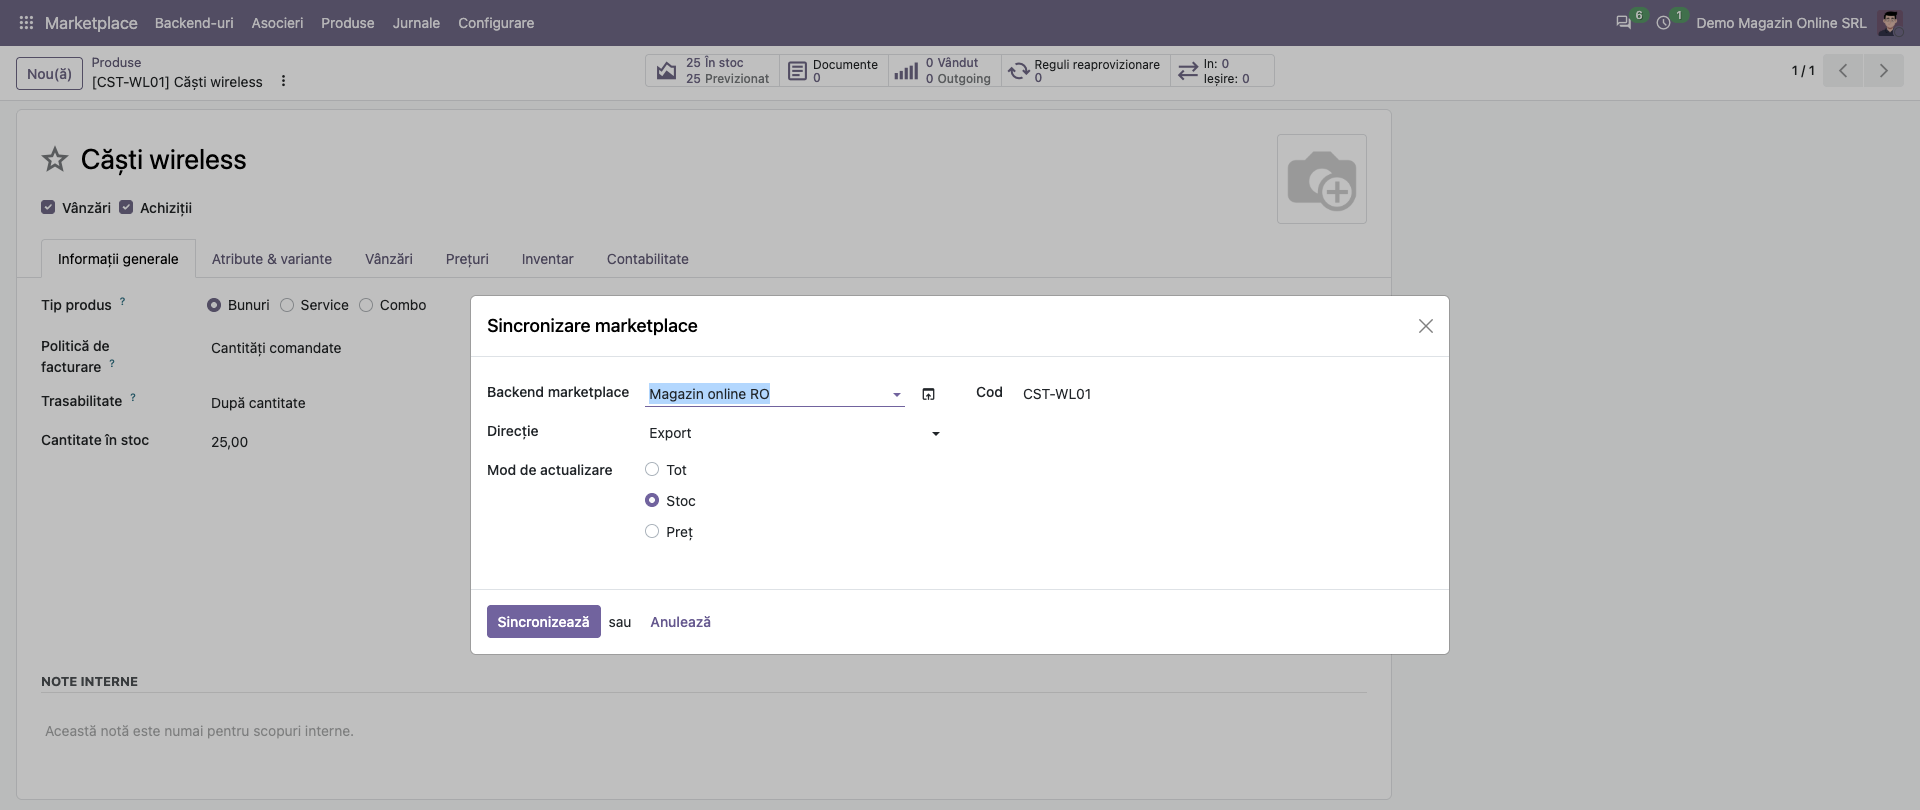 Marketplace Backend-uri Asocieri Produse Jurnale Configurare 6 1 Demo Magazin Online SRL
Nou(ă)
Produse
[CST-WL01] Căști wireless
25 În stoc
25 Previzionat
Documente
0
0 Vândut
0 Outgoing
Reguli reaprovizionare
0
In: 0
Ieșire: 0
1 / 1
Căști wireless
Vânzări Achiziții
Informații generale Atribute & variante Vânzări Prețuri Inventar Contabilitate
Tip produs ? Bunuri Service Combo
Politică de
facturare ?
Cantități comandate
Trasabilitate ? După cantitate
Cantitate în stoc 25,00
Sincronizare marketplace
Backend marketplace Magazin online RO Cod CST-WL01
Direcție Export
Mod de actualizare Tot
Stoc
Preț
Sincronizează sau Anulează
NOTE INTERNE
Această notă este numai pentru scopuri interne.